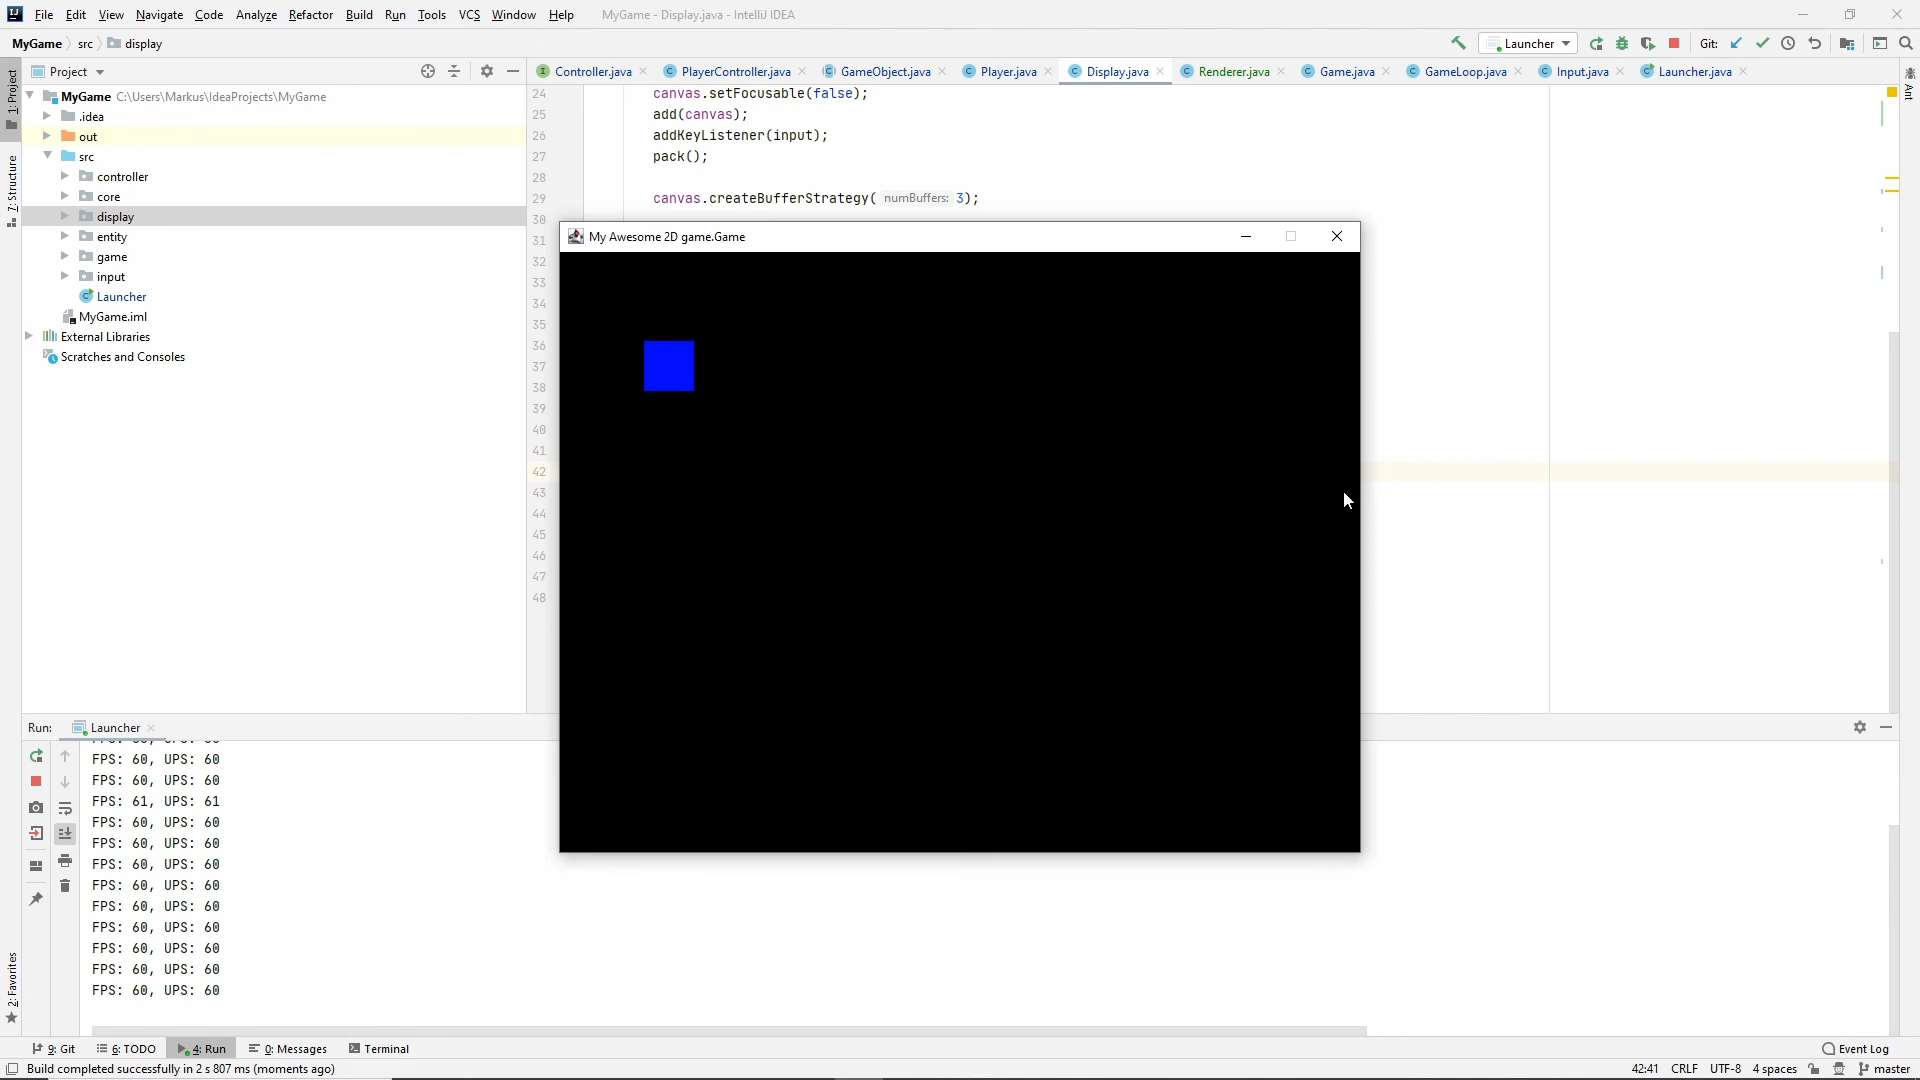 File Edit View Navigate Code Analyze Refactor Build Run Tools VCS Window Help MyGame - Display.java - IntelliJ IDEA
MyGame src display
Launcher Git:
Project
Controller.java PlayerController.java GameObject.java Player.java Display.java Renderer.java Game.java GameLoop.java Input.java Launcher.java
1: Project
7: Structure
2: Favorites
Ant
MyGame C:\Users\Markus\IdeaProjects\MyGame
.idea
out
src
controller
core
display
entity
game
input
Launcher
MyGame.iml
External Libraries
Scratches and Consoles
24 canvas.setFocusable(false);
25 add(canvas);
26 addKeyListener(input);
27 pack();
28
29 canvas.createBufferStrategy( numBuffers: 3);
30
31
32
33
34
35
36
37
38
39
40
41
42
43
44
45
46
47
48
My Awesome 2D game.Game
Run: Launcher
FPS: 60, UPS: 60
FPS: 60, UPS: 60
FPS: 61, UPS: 61
FPS: 60, UPS: 60
FPS: 60, UPS: 60
FPS: 60, UPS: 60
FPS: 60, UPS: 60
FPS: 60, UPS: 60
FPS: 60, UPS: 60
FPS: 60, UPS: 60
FPS: 60, UPS: 60
FPS: 60, UPS: 60
9: Git 6: TODO 4: Run 0: Messages Terminal Event Log
Build completed successfully in 2 s 807 ms (moments ago) 42:41 CRLF UTF-8 4 spaces master